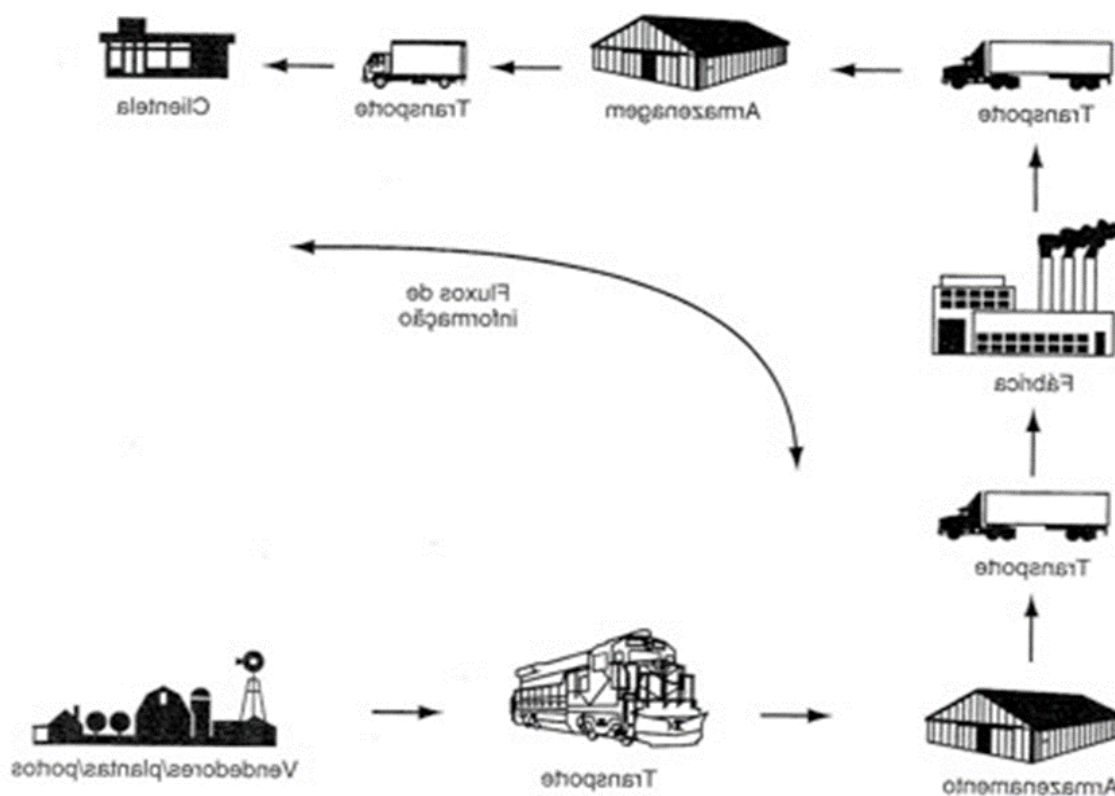 Clientela
Transporte
Armazenagem
Transporte
Fluxos de
informação
Fábrica
Transporte
Vendedores/plantas/portos
Transporte
Armazenamento